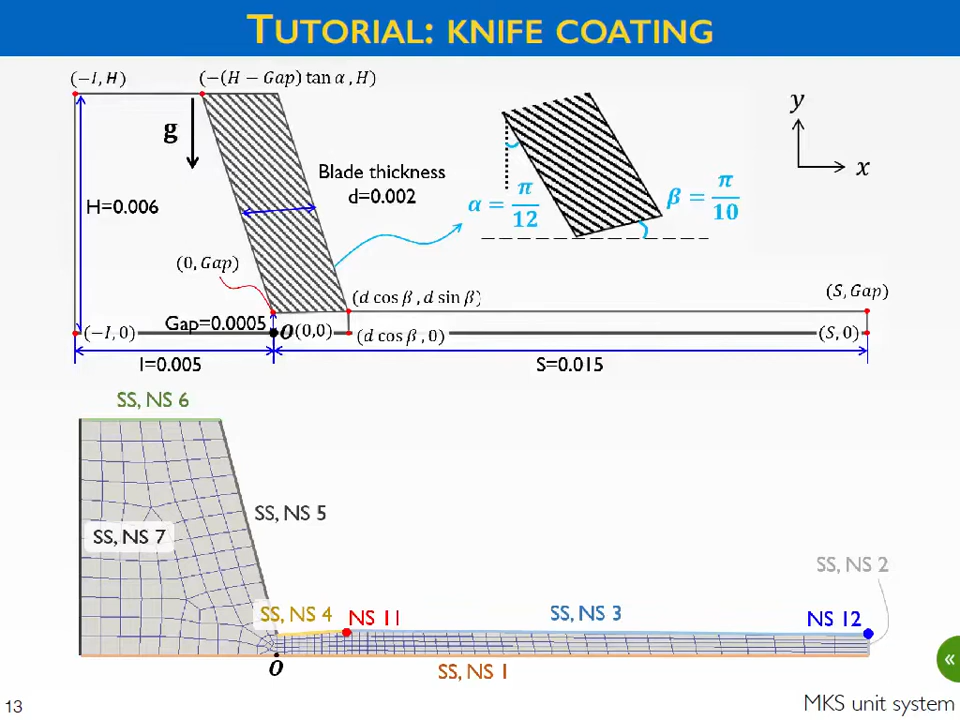 TUTORIAL: KNIFE COATING
(−I, H)
(−(H − Gap) tan α , H)
g
y
x
Blade thickness
d=0.002
H=0.006
α = π/12
β = π/10
(0, Gap)
(d cos β , d sin β)
(S, Gap)
Gap=0.0005
(−I, 0)
O(0,0)
(d cos β , 0)
(S, 0)
I=0.005
S=0.015
SS, NS 6
SS, NS 5
SS, NS 7
SS, NS 2
SS, NS 4
NS 11
SS, NS 3
NS 12
O
SS, NS 1
«
13
MKS unit system